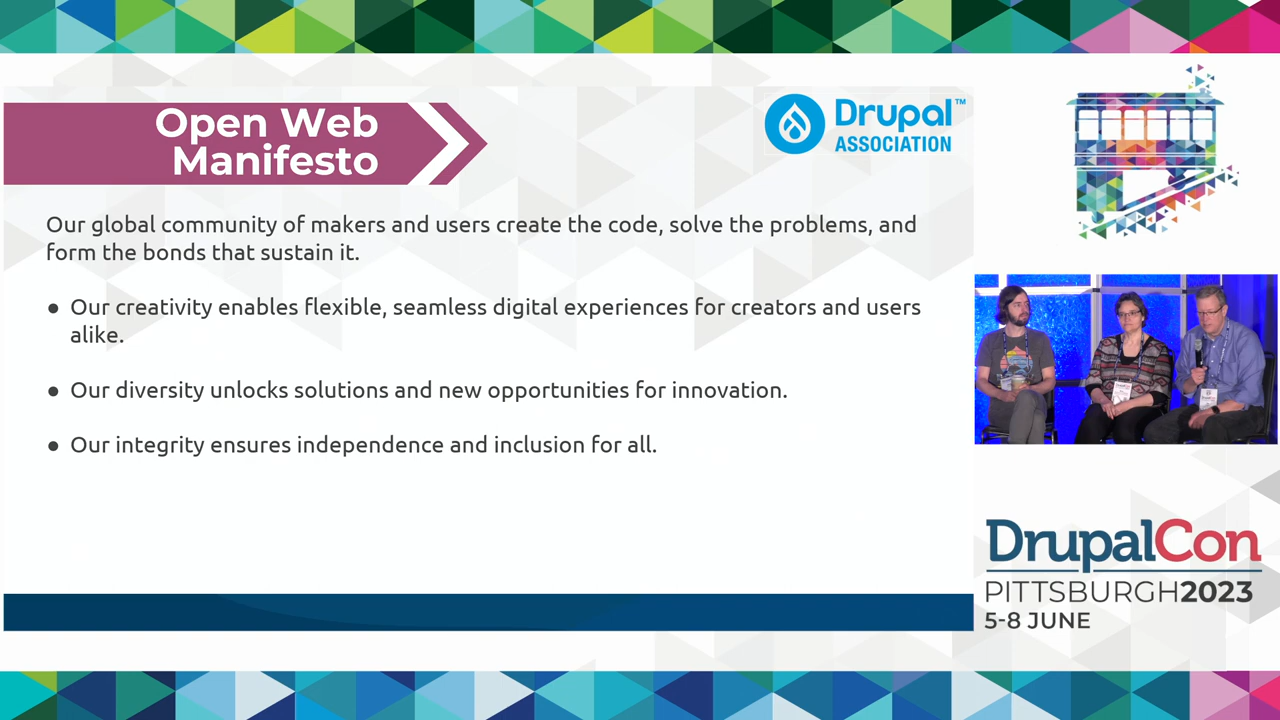 Open Web
Manifesto
Drupal™
ASSOCIATION
Our global community of makers and users create the code, solve the problems, and
form the bonds that sustain it.
● Our creativity enables flexible, seamless digital experiences for creators and users
alike.
● Our diversity unlocks solutions and new opportunities for innovation.
● Our integrity ensures independence and inclusion for all.
DrupalCon
PITTSBURGH2023
5-8 JUNE